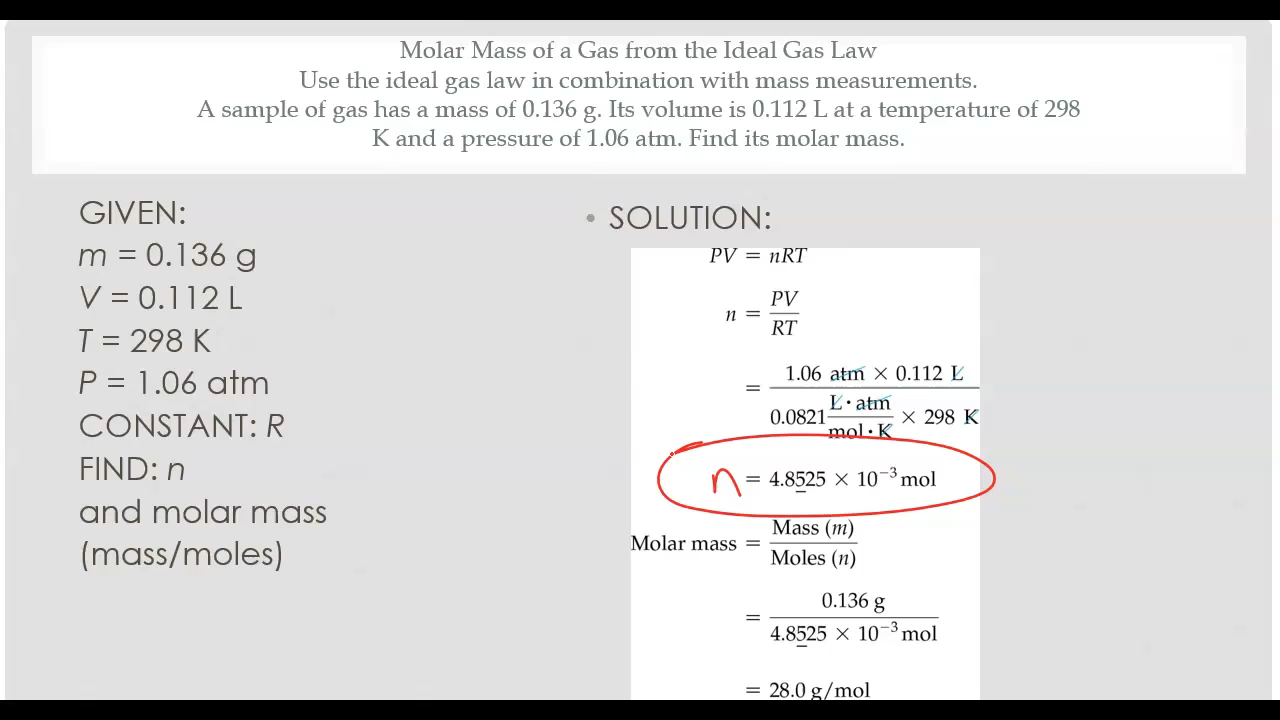 Molar Mass of a Gas from the Ideal Gas Law
Use the ideal gas law in combination with mass measurements.
A sample of gas has a mass of 0.136 g. Its volume is 0.112 L at a temperature of 298
K and a pressure of 1.06 atm. Find its molar mass.
GIVEN:
m = 0.136 g
V = 0.112 L
T = 298 K
P = 1.06 atm
CONSTANT: R
FIND: n
and molar mass
(mass/moles)
• SOLUTION:
PV = nRT
n = PV
RT
= 1.06 atm × 0.112 L
0.0821 L · atm
mol · K × 298 K
n = 4.8525 × 10⁻³ mol
Molar mass = Mass (m)
Moles (n)
= 0.136 g
4.8525 × 10⁻³ mol
= 28.0 g/mol